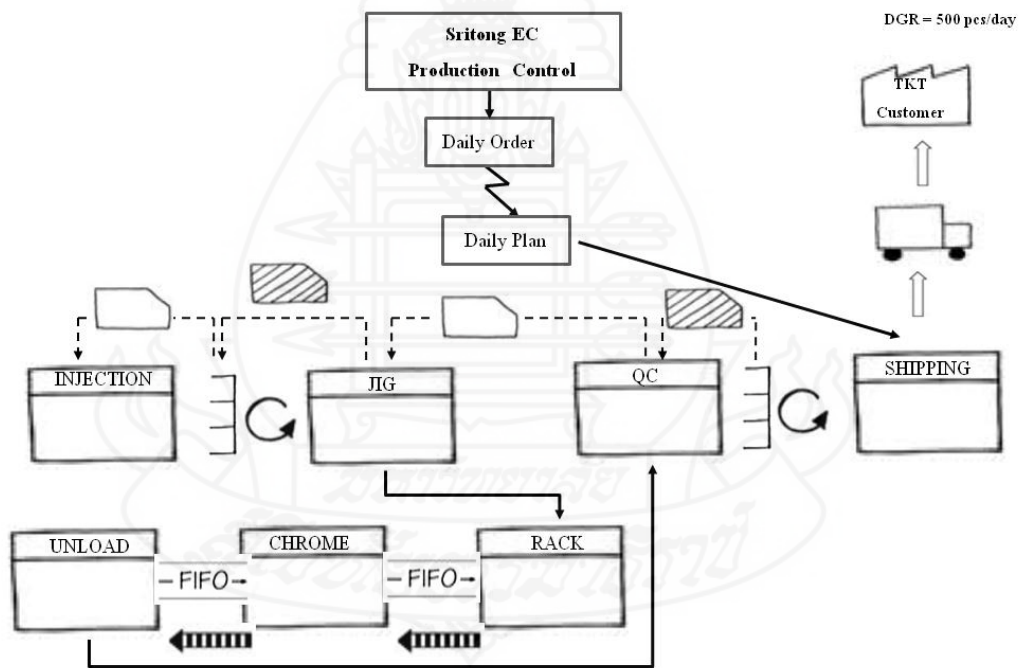 Sritong EC
Production Control
DGR = 500 pcs/day
TKT
Customer
Daily Order
Daily Plan
INJECTION
JIG
QC
SHIPPING
UNLOAD
CHROME
RACK
FIFO
FIFO